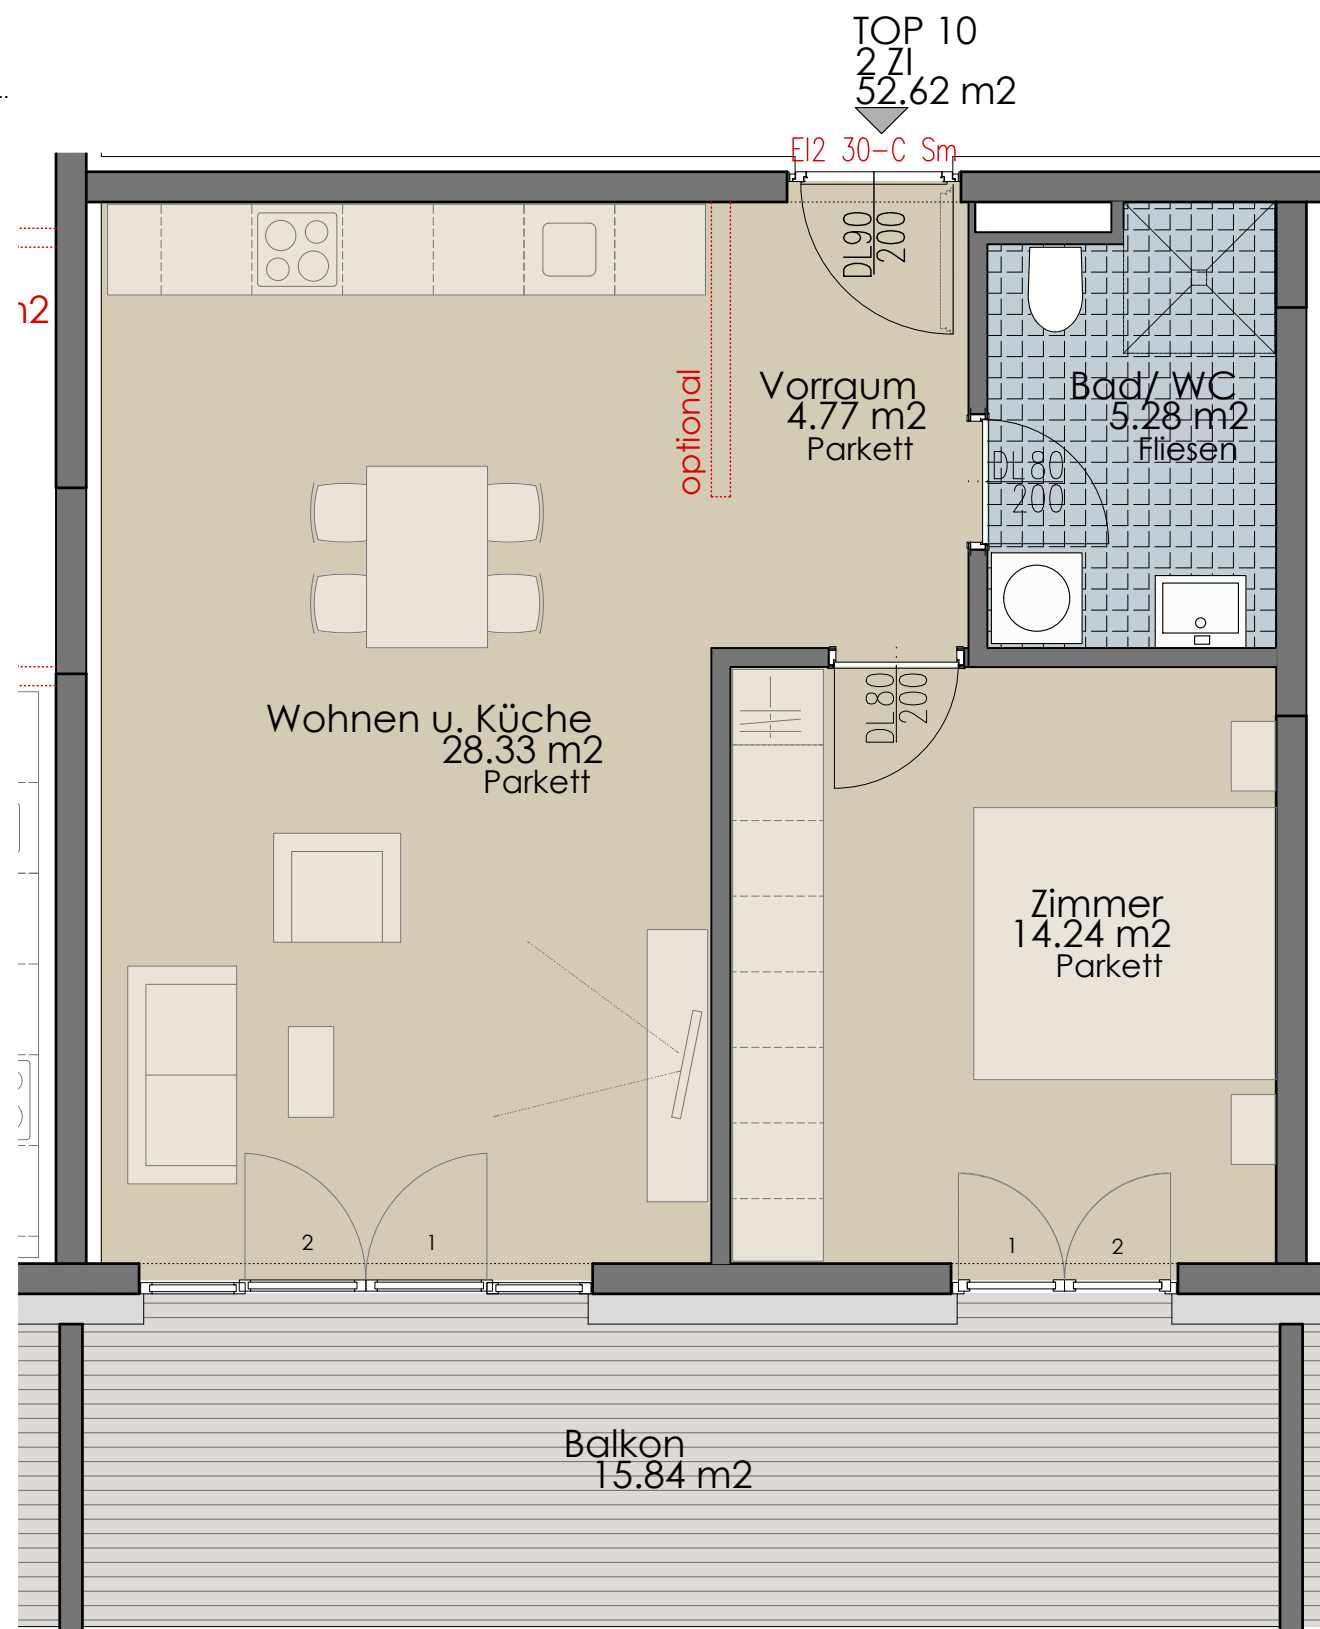 TOP 10
2 ZI
52.62 m2
..
EI2 30-C Sm
DL90
200
optional
Vorraum
4.77 m2
Parkett
Bad/ WC
5.28 m2
Fliesen
DL80
200
DL80
200
Wohnen u. Küche
28.33 m2
Parkett
Zimmer
14.24 m2
Parkett
2 1
1 2
Balkon
15.84 m2